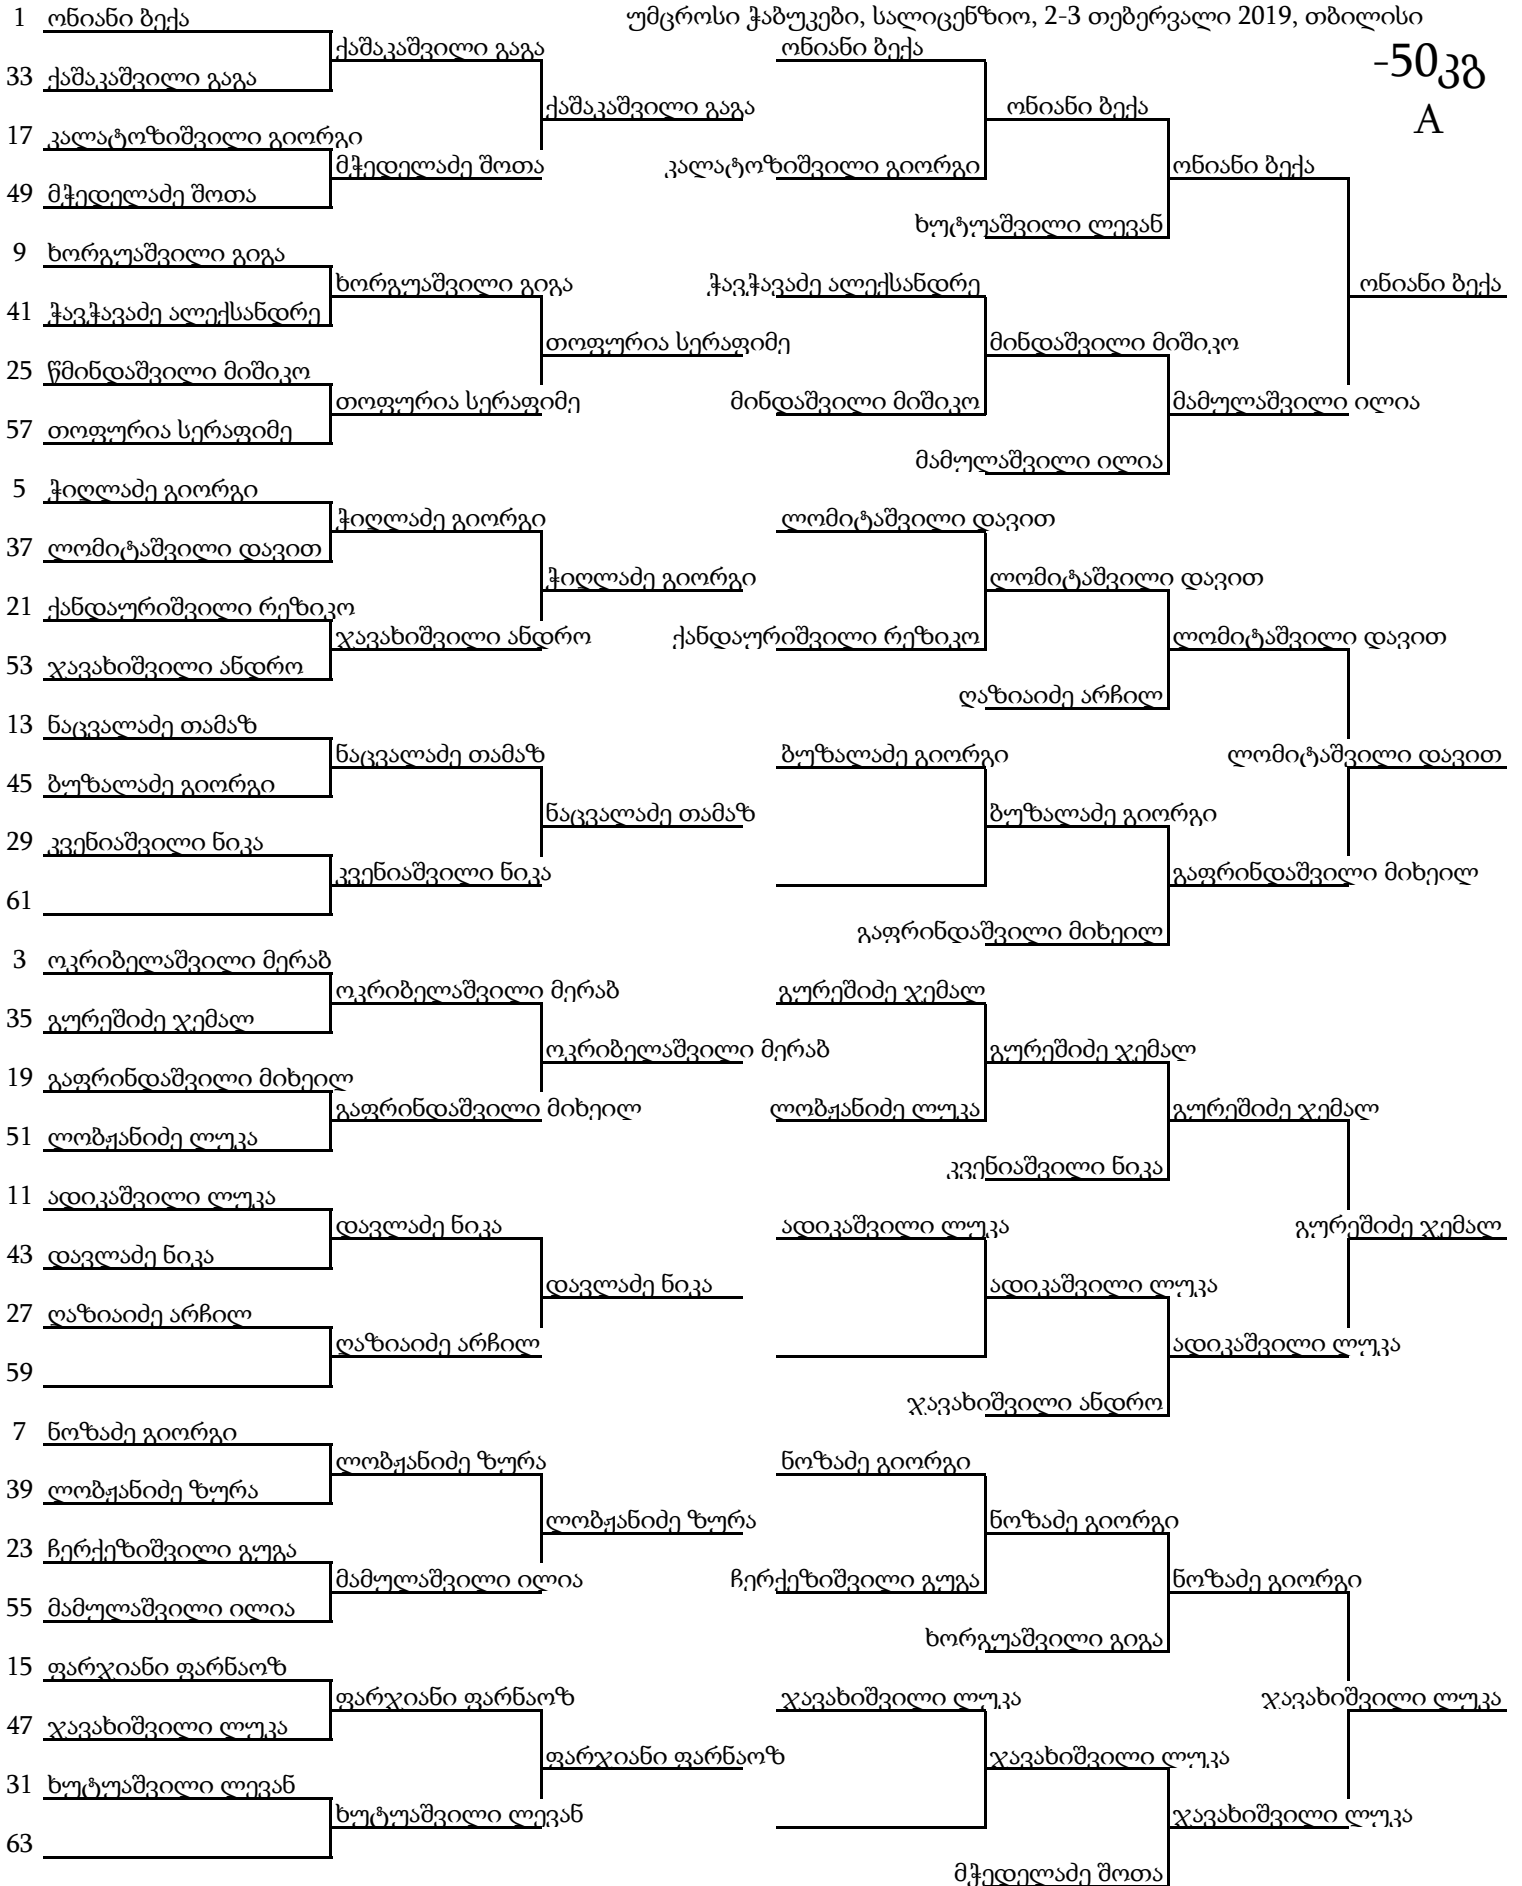 უმცროსი ჭაბუკები, სალიცენზიო, 2-3 თებერვალი 2019, თბილისი
-50კგ
A
1 ონიანი ბექა
ქაშაკაშვილი გაგა
ონიანი ბექა
33 ქაშაკაშვილი გაგა
ქაშაკაშვილი გაგა
ონიანი ბექა
17 კალატოზიშვილი გიორგი
მჭედელაძე შოთა
კალატოზიშვილი გიორგი
ონიანი ბექა
49 მჭედელაძე შოთა
ხუტუაშვილი ლევან
9 ხორგუაშვილი გიგა
ხორგუაშვილი გიგა
ჭავჭავაძე ალექსანდრე
ონიანი ბექა
41 ჭავჭავაძე ალექსანდრე
თოფურია სერაფიმე
მინდაშვილი მიშიკო
25 წმინდაშვილი მიშიკო
თოფურია სერაფიმე
მინდაშვილი მიშიკო
მამულაშვილი ილია
57 თოფურია სერაფიმე
მამულაშვილი ილია
5 ჭიღლაძე გიორგი
ჭიღლაძე გიორგი
ლომიტაშვილი დავით
37 ლომიტაშვილი დავით
ჭიღლაძე გიორგი
ლომიტაშვილი დავით
21 ქანდაურიშვილი რეზიკო
ჯავახიშვილი ანდრო
ქანდაურიშვილი რეზიკო
ლომიტაშვილი დავით
53 ჯავახიშვილი ანდრო
ღაზიაიძე არჩილ
13 ნაცვალაძე თამაზ
ნაცვალაძე თამაზ
ბუზალაძე გიორგი
ლომიტაშვილი დავით
45 ბუზალაძე გიორგი
ნაცვალაძე თამაზ
ბუზალაძე გიორგი
29 კვენიაშვილი ნიკა
კვენიაშვილი ნიკა
გაფრინდაშვილი მიხეილ
61
გაფრინდაშვილი მიხეილ
3 ოკრიბელაშვილი მერაბ
ოკრიბელაშვილი მერაბ
გურეშიძე ჯემალ
35 გურეშიძე ჯემალ
ოკრიბელაშვილი მერაბ
გურეშიძე ჯემალ
19 გაფრინდაშვილი მიხეილ
გაფრინდაშვილი მიხეილ
ლობჟანიძე ლუკა
გურეშიძე ჯემალ
51 ლობჟანიძე ლუკა
კვენიაშვილი ნიკა
11 ადიკაშვილი ლუკა
დავლაძე ნიკა
ადიკაშვილი ლუკა
გურეშიძე ჯემალ
43 დავლაძე ნიკა
დავლაძე ნიკა
ადიკაშვილი ლუკა
27 ღაზიაიძე არჩილ
ღაზიაიძე არჩილ
ადიკაშვილი ლუკა
59
ჯავახიშვილი ანდრო
7 ნოზაძე გიორგი
ლობჟანიძე ზურა
ნოზაძე გიორგი
39 ლობჟანიძე ზურა
ლობჟანიძე ზურა
ნოზაძე გიორგი
23 ჩერქეზიშვილი გუგა
მამულაშვილი ილია
ჩერქეზიშვილი გუგა
ნოზაძე გიორგი
55 მამულაშვილი ილია
ხორგუაშვილი გიგა
15 ფარჯიანი ფარნაოზ
ფარჯიანი ფარნაოზ
ჯავახიშვილი ლუკა
ჯავახიშვილი ლუკა
47 ჯავახიშვილი ლუკა
ფარჯიანი ფარნაოზ
ჯავახიშვილი ლუკა
31 ხუტუაშვილი ლევან
ხუტუაშვილი ლევან
ჯავახიშვილი ლუკა
63
მჭედელაძე შოთა